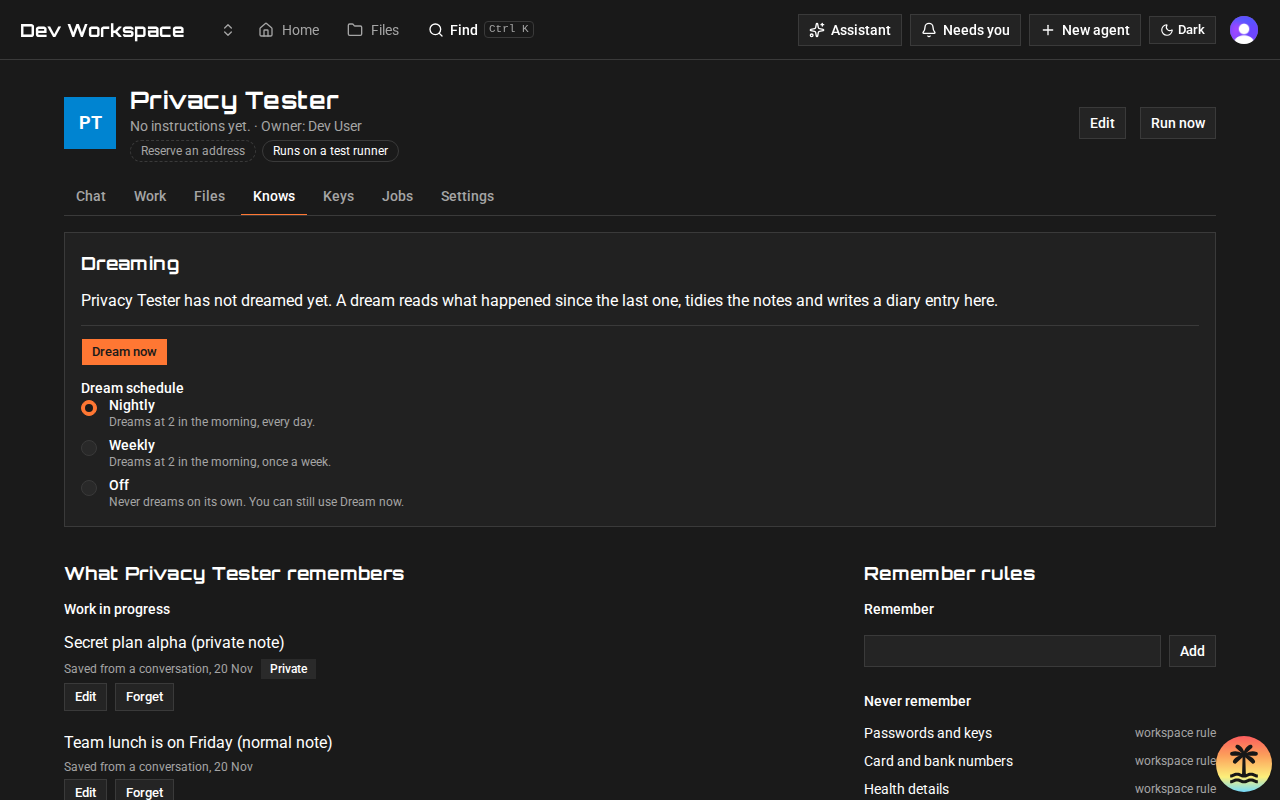 Dev Workspace
Home
Files
Find Ctrl K
Assistant
Needs you
New agent
Dark
PT
Privacy Tester
No instructions yet. · Owner: Dev User
Reserve an address
Runs on a test runner
Edit
Run now
Chat
Work
Files
Knows
Keys
Jobs
Settings
Dreaming
Privacy Tester has not dreamed yet. A dream reads what happened since the last one, tidies the notes and writes a diary entry here.
Dream now
Dream schedule
Nightly
Dreams at 2 in the morning, every day.
Weekly
Dreams at 2 in the morning, once a week.
Off
Never dreams on its own. You can still use Dream now.
What Privacy Tester remembers
Work in progress
Secret plan alpha (private note)
Saved from a conversation, 20 Nov Private
Edit Forget
Team lunch is on Friday (normal note)
Saved from a conversation, 20 Nov
Edit Forget
Remember rules
Remember
Add
Never remember
Passwords and keys workspace rule
Card and bank numbers workspace rule
Health details workspace rule